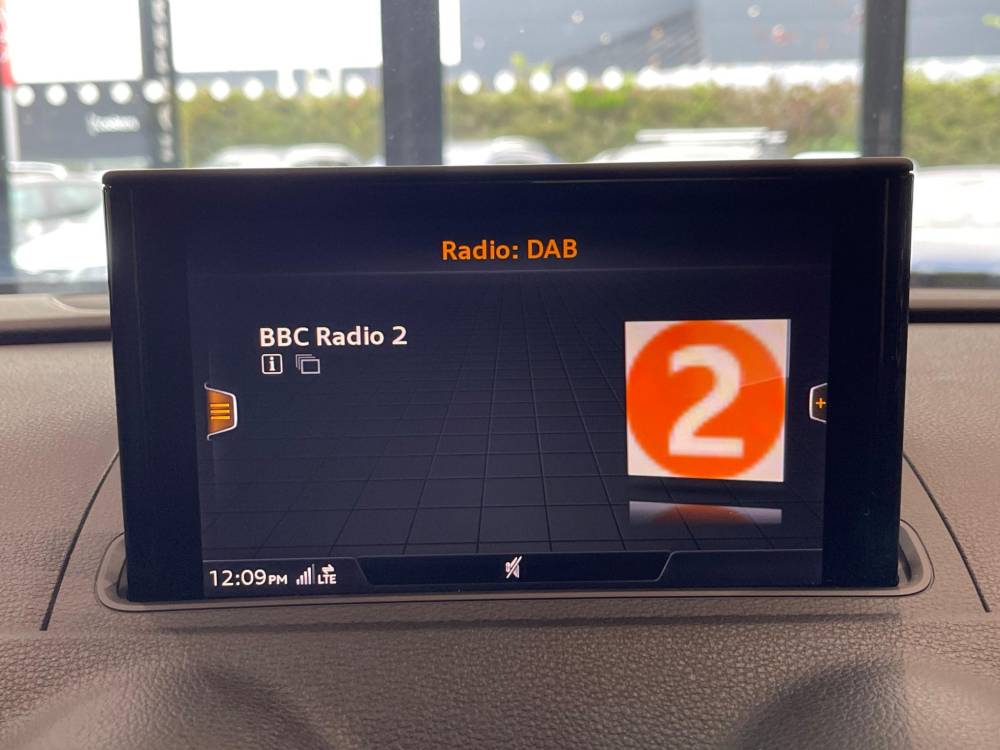 Radio: DAB
BBC Radio 2
2
12:09PM LTE